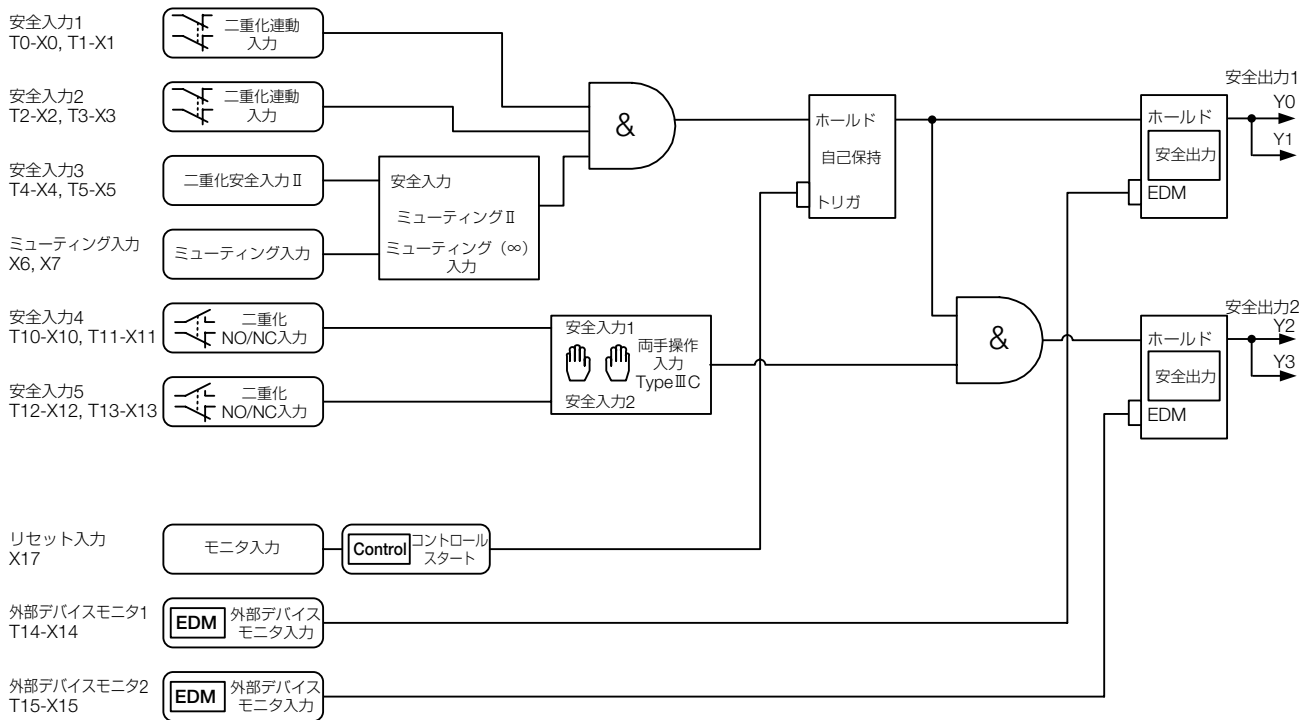 安全入力1
T0-X0, T1-X1
二重化連動
入力
安全入力2
T2-X2, T3-X3
二重化連動
入力
安全入力3
T4-X4, T5-X5
二重化安全入力Ⅱ
ミューティング入力
X6, X7
ミューティング入力
安全入力
ミューティングⅡ
ミューティング（∞）
入力
&
ホールド
自己保持
トリガ
安全出力1
ホールド
安全出力
EDM
Y0
Y1
安全入力4
T10-X10, T11-X11
二重化
NO/NC入力
安全入力5
T12-X12, T13-X13
二重化
NO/NC入力
安全入力1
両手操作
入力
TypeⅢC
安全入力2
&
安全出力2
ホールド
安全出力
EDM
Y2
Y3
リセット入力
X17
モニタ入力
Control
コントロール
スタート
外部デバイスモニタ1
T14-X14
EDM
外部デバイス
モニタ入力
外部デバイスモニタ2
T15-X15
EDM
外部デバイス
モニタ入力